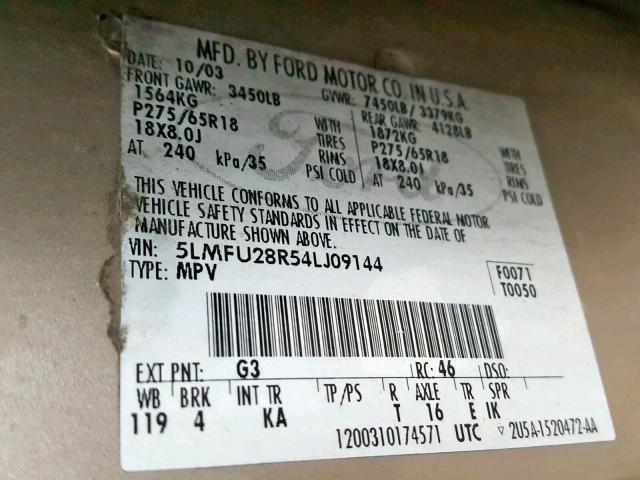 MFD. BY FORD MOTOR CO. IN U.S.A.
DATE: 10/03 GVWR: 7450LB / 3379KG
FRONT GAWR: 3450LB REAR GAWR: 4128LB
1564KG 1872KG
P275/65R18 WITH TIRES P275/65R18 WITH TIRES
18X8.0J RIMS 18X8.0J RIMS
AT 240 kPa/35 PSI COLD AT 240 kPa/35 PSI COLD
THIS VEHICLE CONFORMS TO ALL APPLICABLE FEDERAL MOTOR
VEHICLE SAFETY STANDARDS IN EFFECT ON THE DATE OF
MANUFACTURE SHOWN ABOVE.
VIN: 5LMFU28R54LJ09144
TYPE: MPV
F0071
T0050
EXT PNT: G3 RC: 46 DSO:
WB BRK INT TR TP/PS R AXLE TR SPR
119 4 KA T 16 E IK
1200310174571 UTC ▽ 2U5A-1520472-AA
Ford